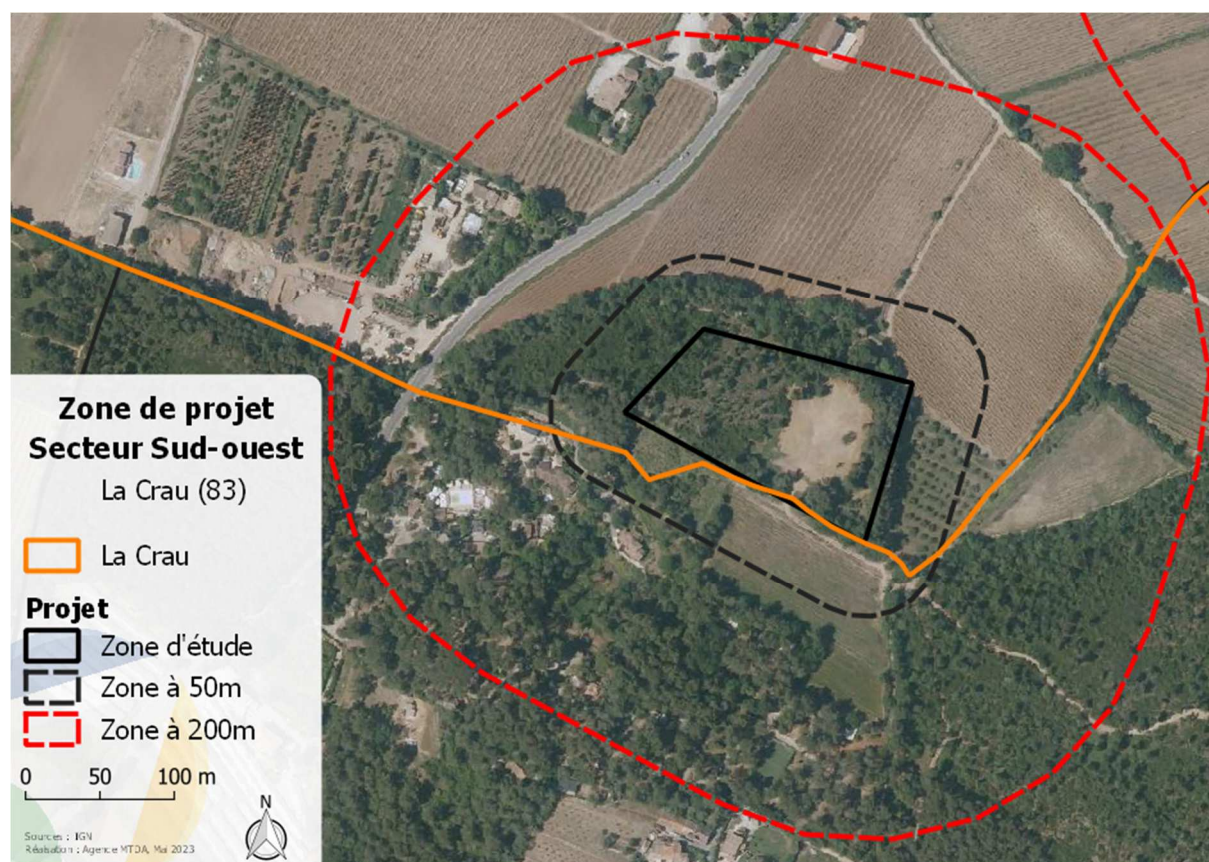 Zone de projet
Secteur Sud-ouest
La Crau (83)
La Crau
Projet
Zone d'étude
Zone à 50m
Zone à 200m
0 50 100 m
N
Sources : IGN
Réalisation : Agence MTDA, Mai 2023